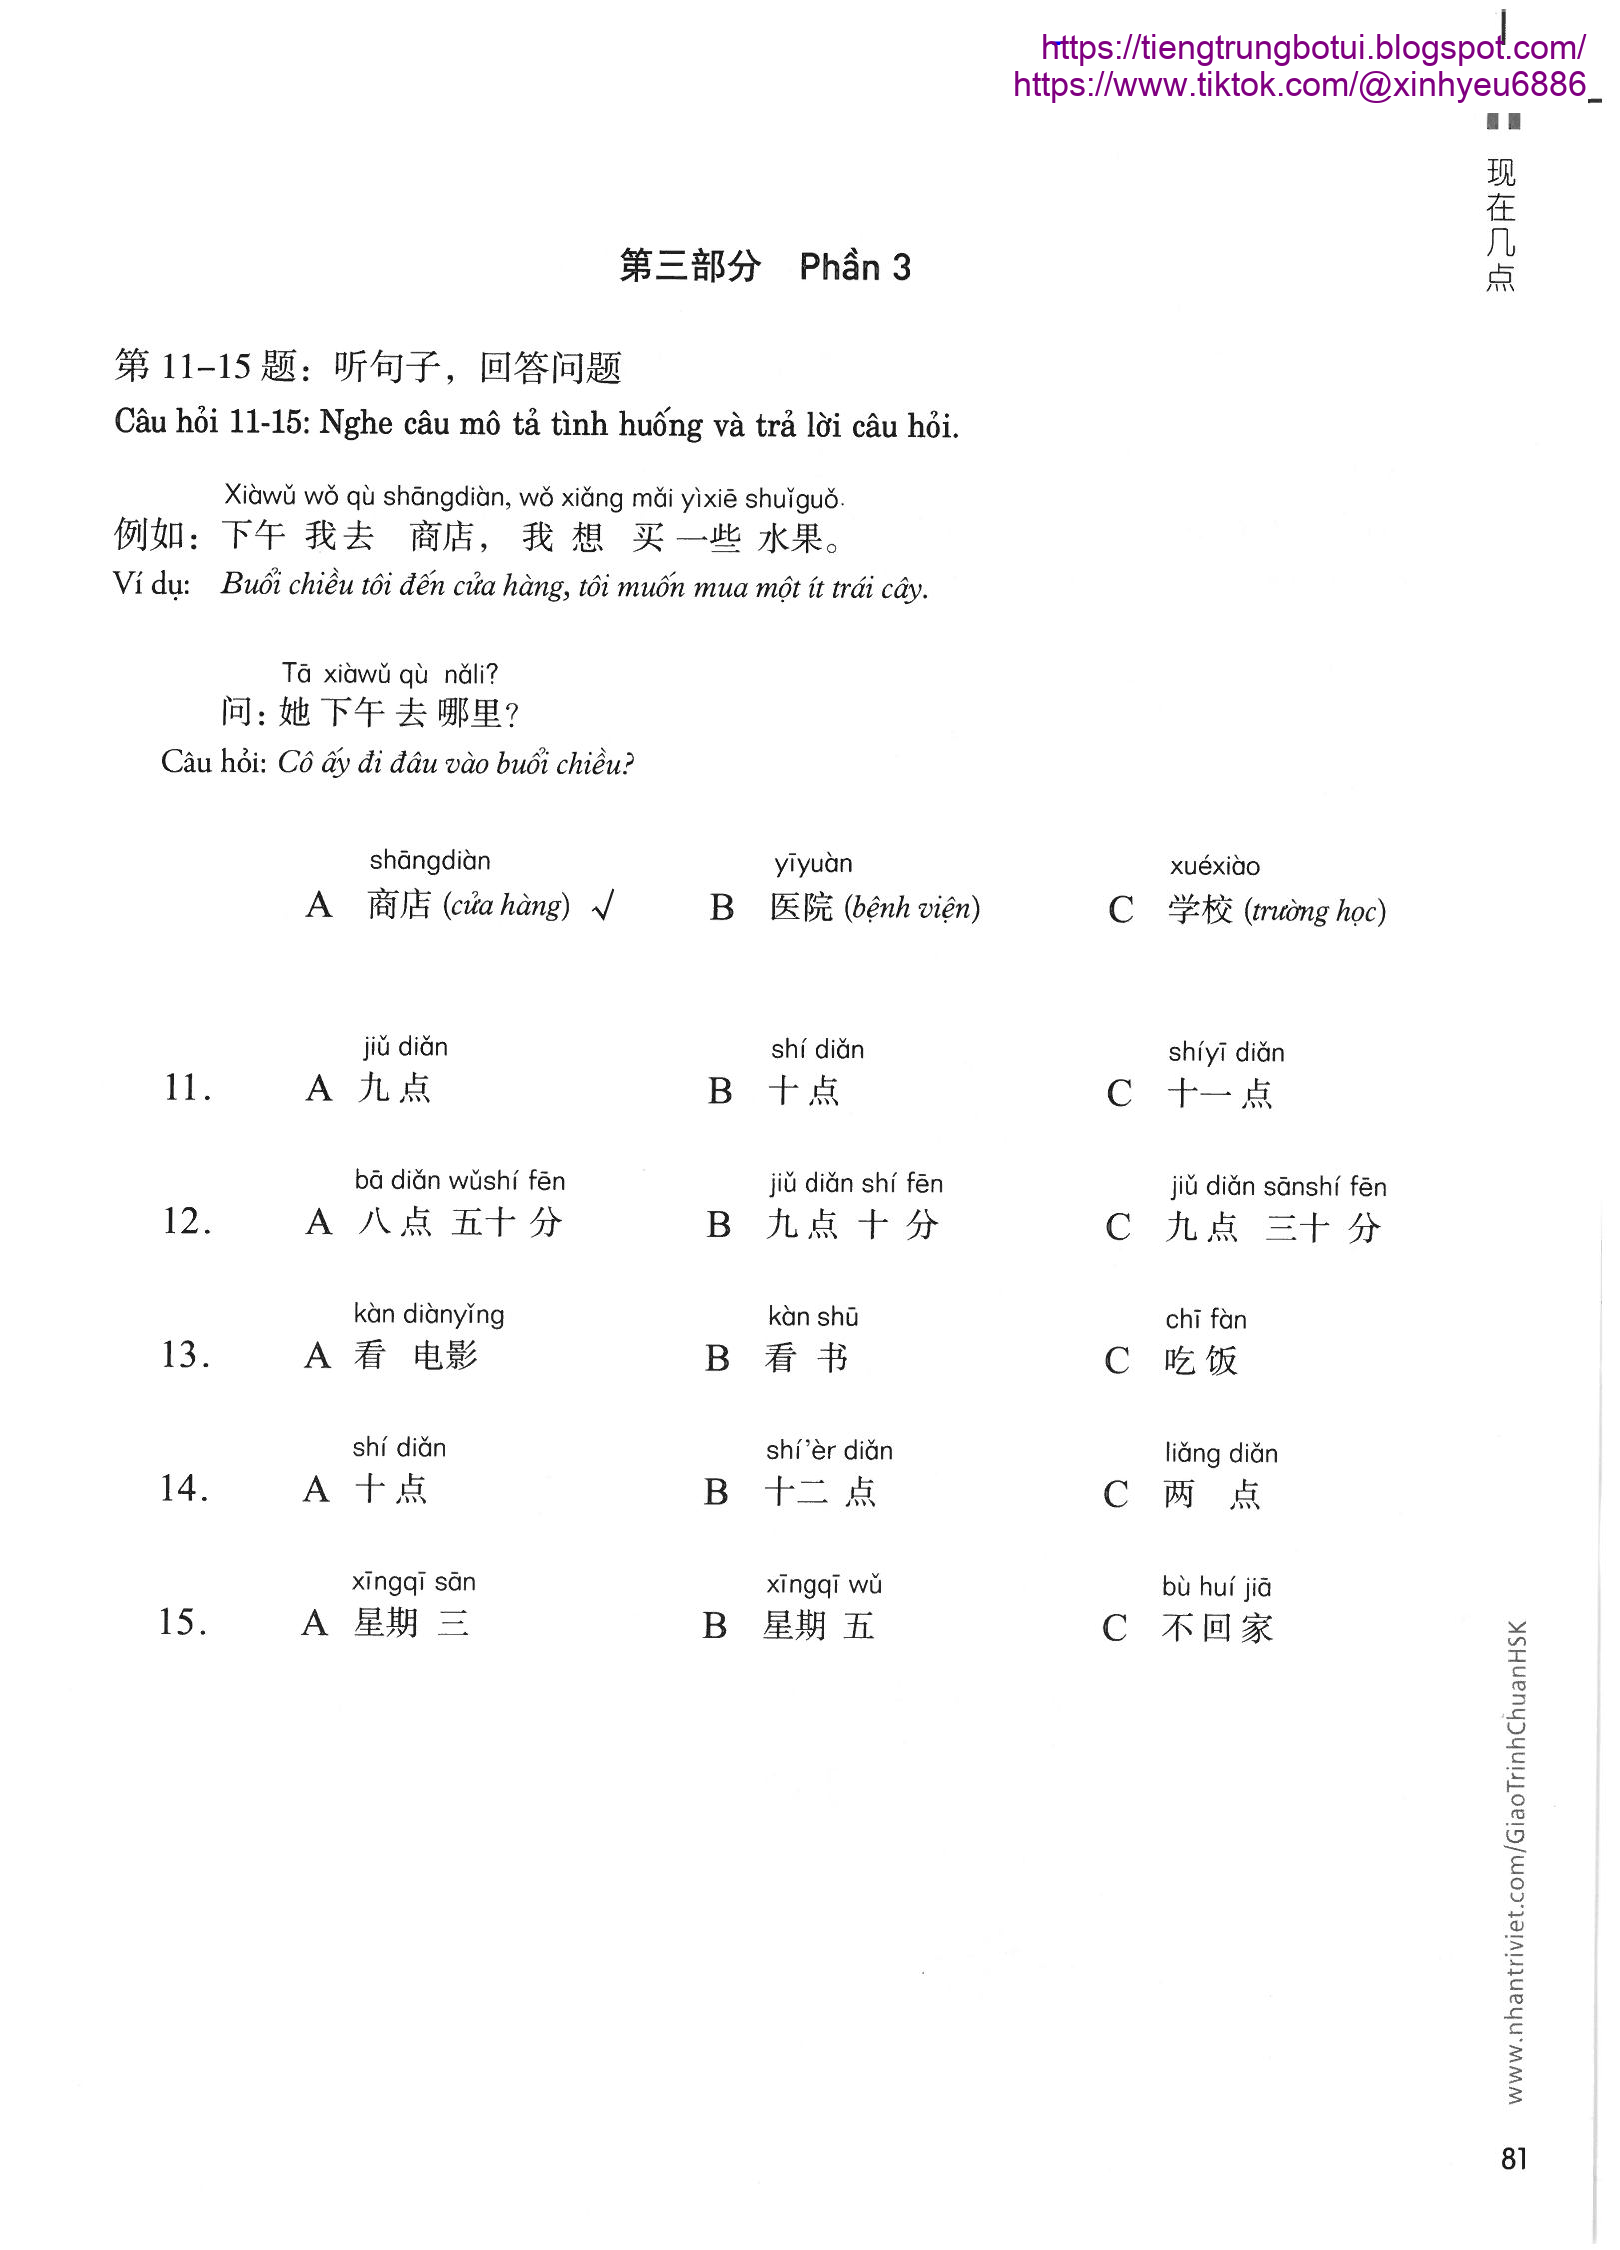 https://tiengtrungbotui.blogspot.com/
https://www.tiktok.com/@xinhyeu6886
现在几点
第三部分 Phần 3
第 11–15 题：听句子，回答问题
Câu hỏi 11-15: Nghe câu mô tả tình huống và trả lời câu hỏi.
Xiàwǔ wǒ qù shāngdiàn, wǒ xiǎng mǎi yìxiē shuǐguǒ.
例如：下午 我去 商店，我 想 买 一些 水果。
Ví dụ: Buổi chiều tôi đến cửa hàng, tôi muốn mua một ít trái cây.
Tā xiàwǔ qù nǎli?
问：她 下午 去 哪里？
Câu hỏi: Cô ấy đi đâu vào buổi chiều?
shāngdiàn yīyuàn xuéxiào
A 商店 (cửa hàng) √ B 医院 (bệnh viện) C 学校 (trường học)
jiǔ diǎn shí diǎn shíyī diǎn
11. A 九 点 B 十 点 C 十一 点
bā diǎn wǔshí fēn jiǔ diǎn shí fēn jiǔ diǎn sānshí fēn
12. A 八 点 五十 分 B 九 点 十 分 C 九 点 三十 分
kàn diànyǐng kàn shū chī fàn
13. A 看 电影 B 看 书 C 吃 饭
shí diǎn shí'èr diǎn liǎng diǎn
14. A 十 点 B 十二 点 C 两 点
xīngqī sān xīngqī wǔ bù huí jiā
15. A 星期 三 B 星期 五 C 不 回 家
www.nhantriviet.com/GiaoTrinhChuanHSK
81